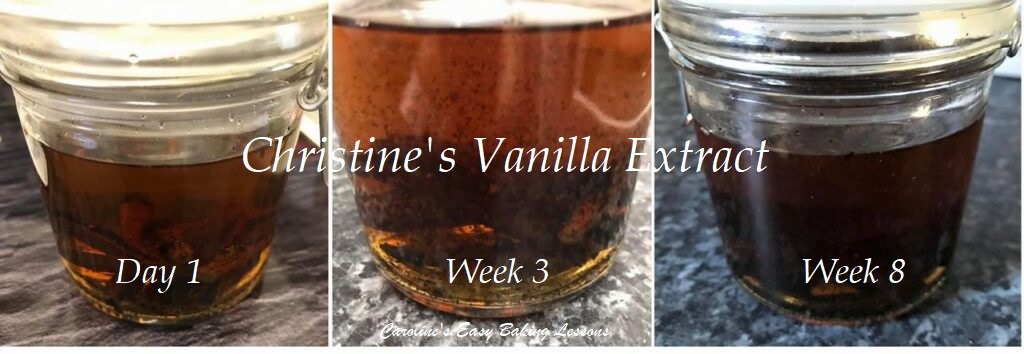 Christine's Vanilla Extract
Day 1
Week 3
Week 8
Caroline's Easy Baking Lessons